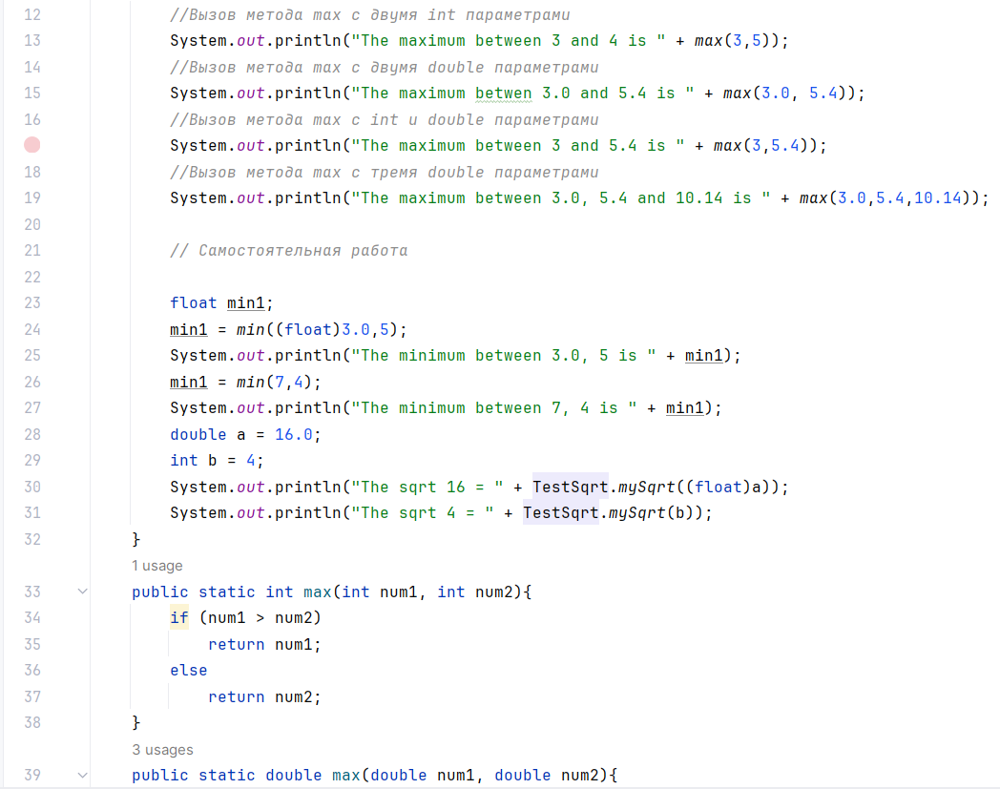 12 //Вызов метода max с двумя int параметрами
13 System.out.println("The maximum between 3 and 4 is " + max(3,5));
14 //Вызов метода max с двумя double параметрами
15 System.out.println("The maximum betwen 3.0 and 5.4 is " + max(3.0, 5.4));
16 //Вызов метода max с int и double параметрами
System.out.println("The maximum between 3 and 5.4 is " + max(3,5.4));
18 //Вызов метода max с тремя double параметрами
19 System.out.println("The maximum between 3.0, 5.4 and 10.14 is " + max(3.0,5.4,10.14));
20
21 // Самостоятельная работа
22
23 float min1;
24 min1 = min((float)3.0,5);
25 System.out.println("The minimum between 3.0, 5 is " + min1);
26 min1 = min(7,4);
27 System.out.println("The minimum between 7, 4 is " + min1);
28 double a = 16.0;
29 int b = 4;
30 System.out.println("The sqrt 16 = " + TestSqrt.mySqrt((float)a));
31 System.out.println("The sqrt 4 = " + TestSqrt.mySqrt(b));
32 }
1 usage
33 public static int max(int num1, int num2){
34 if (num1 > num2)
35 return num1;
36 else
37 return num2;
38 }
3 usages
39 public static double max(double num1, double num2){